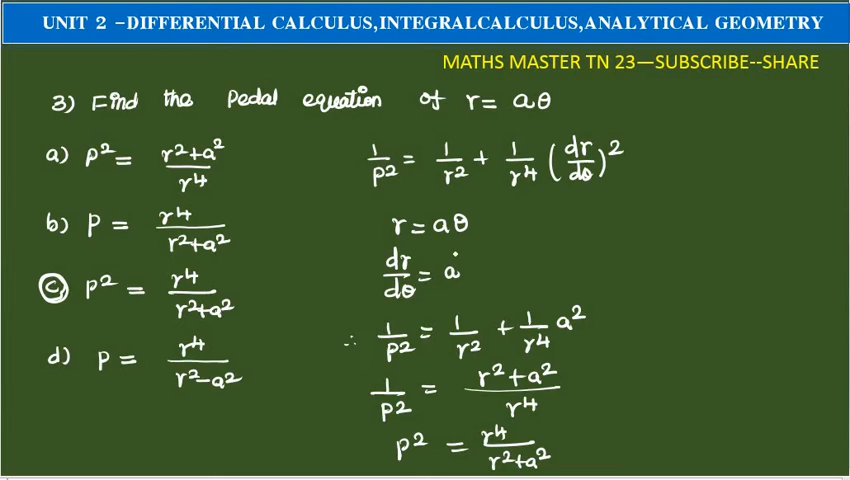 UNIT 2 –DIFFERENTIAL CALCULUS,INTEGRALCALCULUS,ANALYTICAL GEOMETRY
MATHS MASTER TN 23—SUBSCRIBE--SHARE
3) Find the Pedal equation of r = aθ
a) p² = (r²+a²)/r⁴
b) p = r⁴/(r²+a²)
c) p² = r⁴/(r²+a²)
d) p = r⁴/(r²-a²)
1/p² = 1/r² + 1/r⁴ (dr/dθ)²
r = aθ
dr/dθ = a
∴ 1/p² = 1/r² + 1/r⁴ a²
1/p² = (r²+a²)/r⁴
p² = r⁴/(r²+a²)